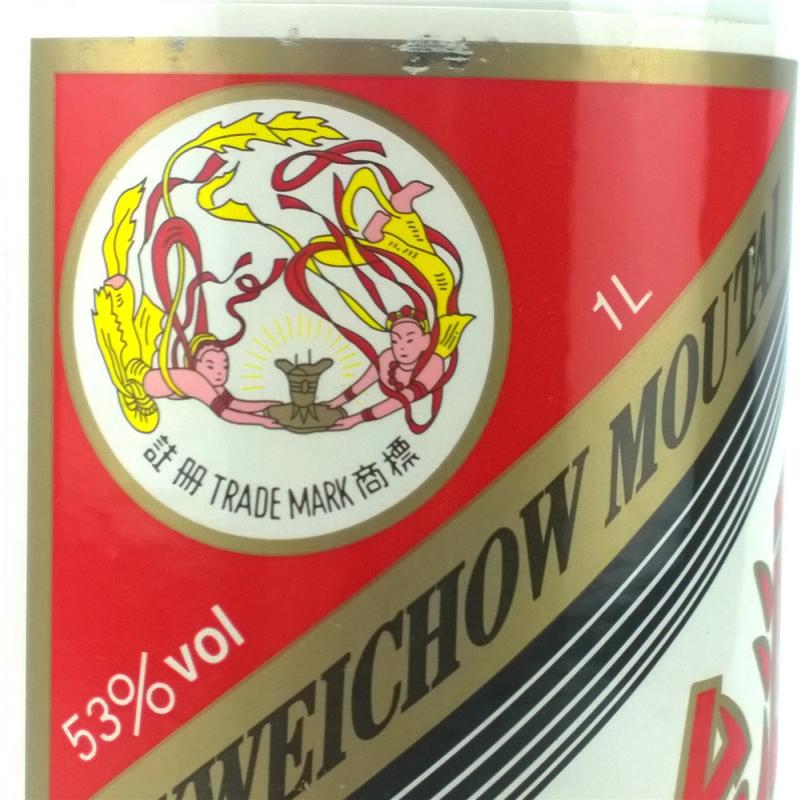 註册 TRADE MARK 商標
1L
53%vol
KWEICHOW MOUTAI